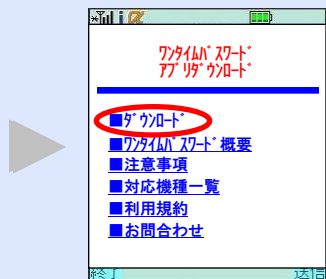 ﾜﾝﾀｲﾑﾊﾟｽﾜｰﾄﾞ
ｱﾌﾟﾘﾀﾞｳﾝﾛｰﾄﾞ
■ﾀﾞｳﾝﾛｰﾄﾞ
■ﾜﾝﾀｲﾑﾊﾟｽﾜｰﾄﾞ概要
■注意事項
■対応機種一覧
■利用規約
■お問合わせ
終了 送信